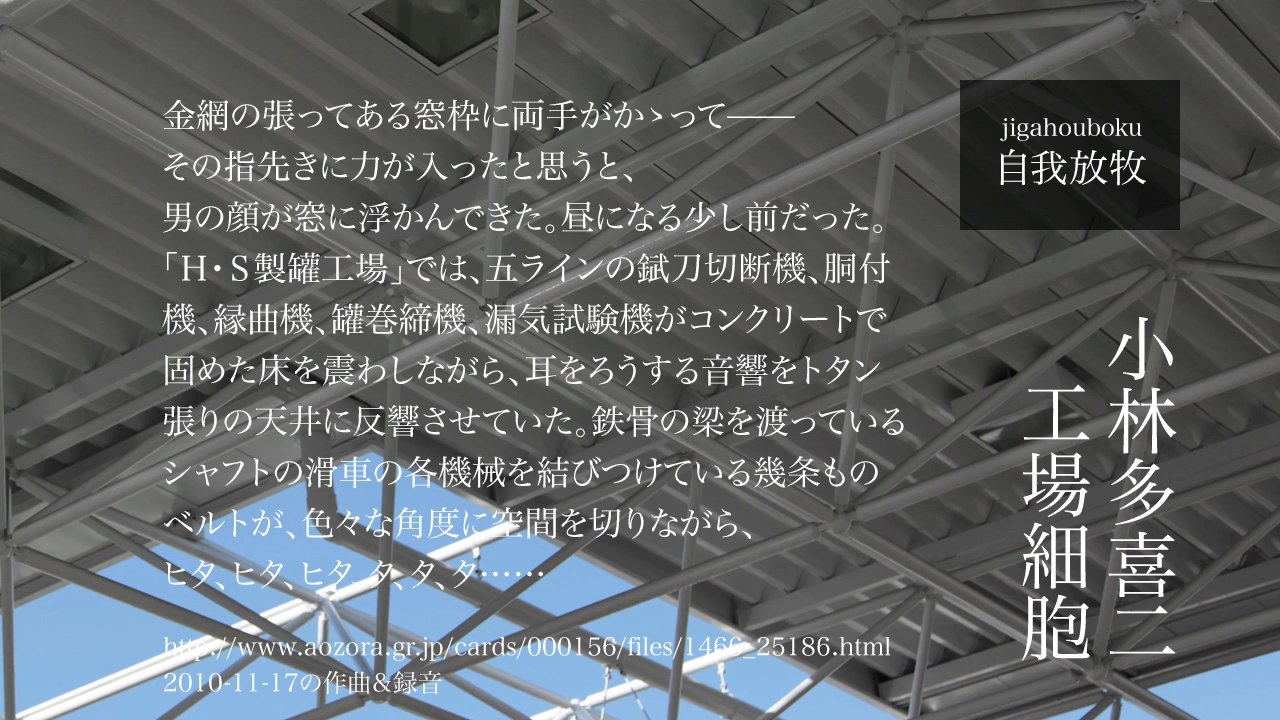 金網の張ってある窓枠に両手がかゝって――
その指先きに力が入ったと思うと、
男の顔が窓に浮かんできた。昼になる少し前だった。
「Ｈ・Ｓ製罐工場」では、五ラインの錻刀切断機、胴付
機、縁曲機、罐巻締機、漏気試験機がコンクリートで
固めた床を震わしながら、耳をろうする音響をトタン
張りの天井に反響させていた。鉄骨の梁を渡っている
シャフトの滑車の各機械を結びつけている幾条もの
ベルトが、色々な角度に空間を切りながら、
ヒタ、ヒタ、ヒタ、タ、タ、タ……
http://www.aozora.gr.jp/cards/000156/files/1466_25186.html
2010-11-17の作曲&録音
jigahouboku
自我放牧
小林多喜二
工場細胞